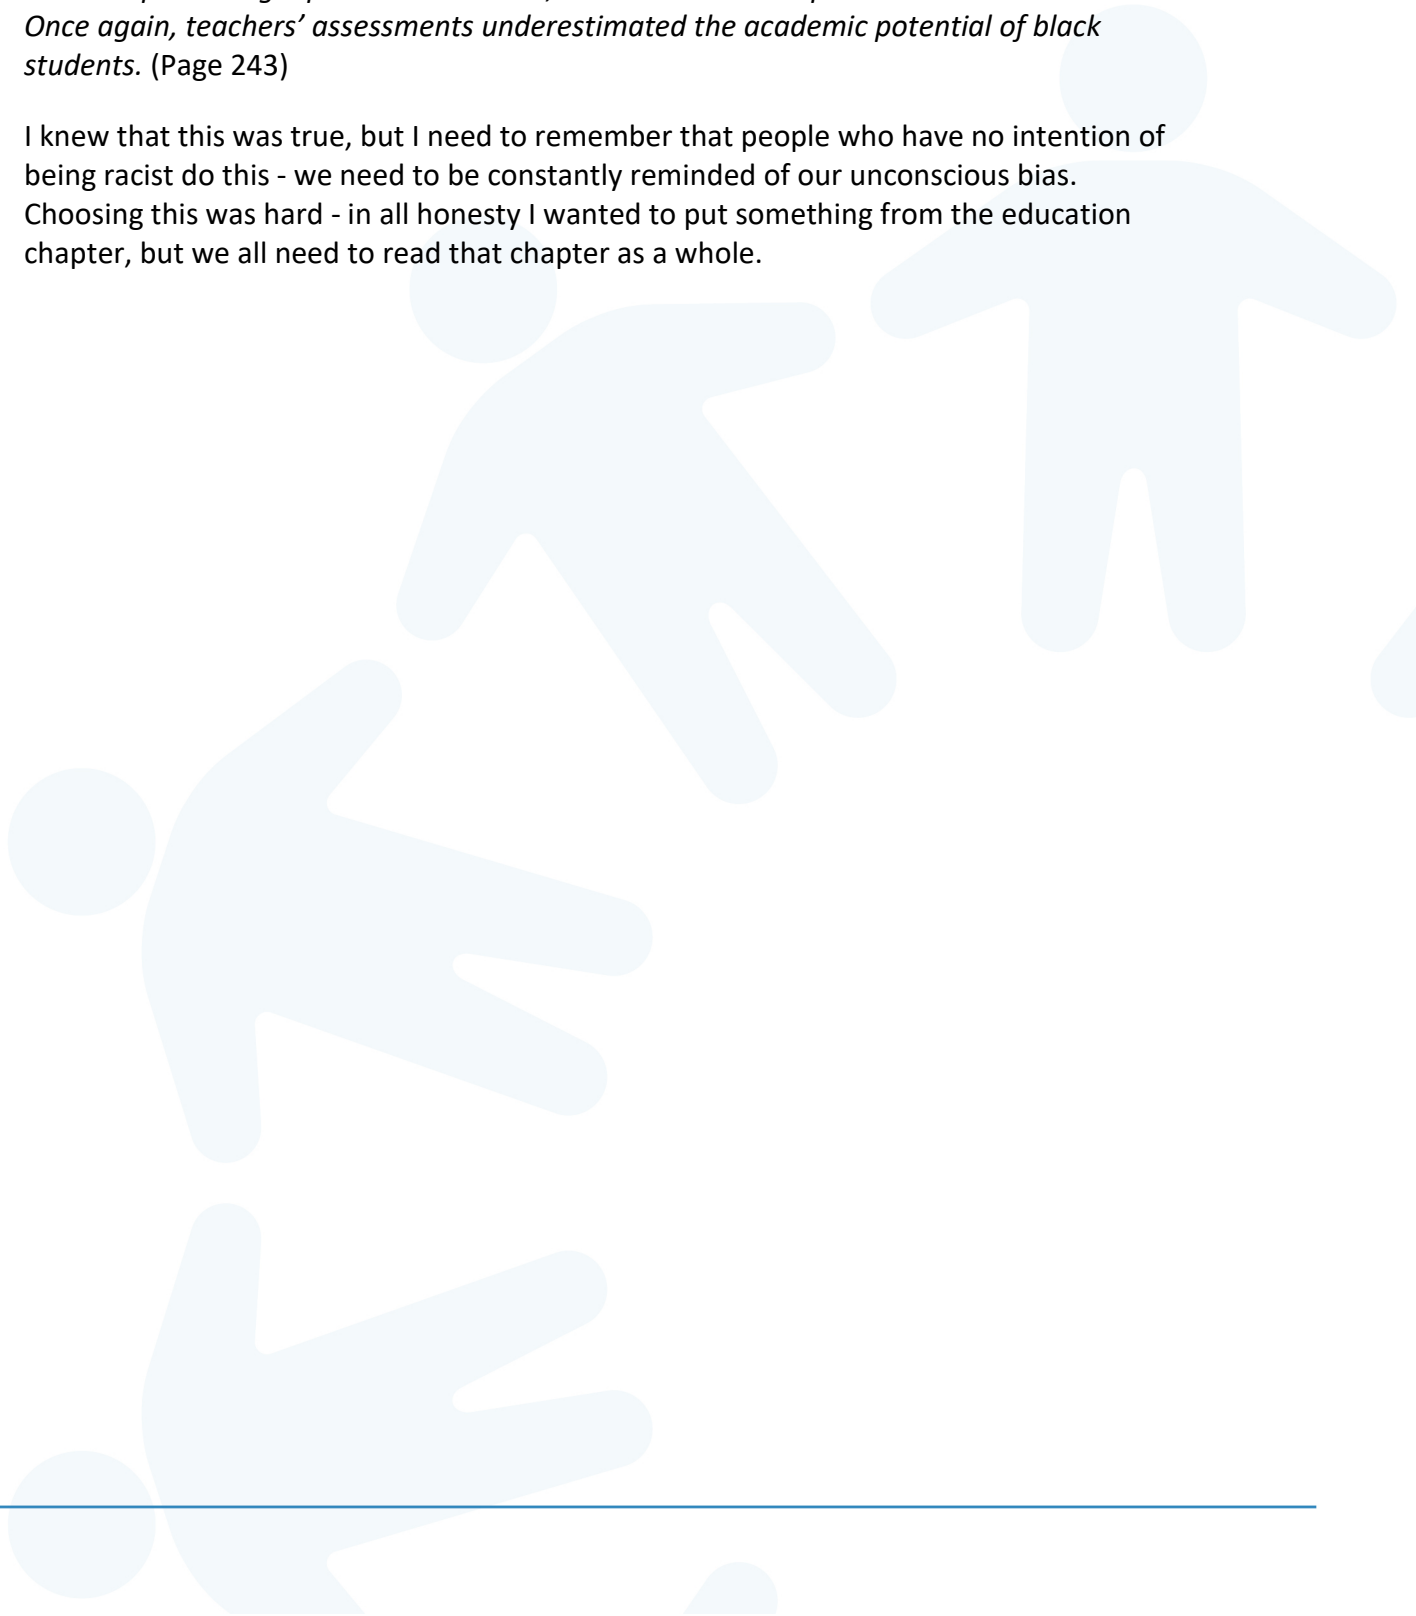 Once again, teachers’ assessments underestimated the academic potential of black
students. (Page 243)
I knew that this was true, but I need to remember that people who have no intention of
being racist do this - we need to be constantly reminded of our unconscious bias.
Choosing this was hard - in all honesty I wanted to put something from the education
chapter, but we all need to read that chapter as a whole.